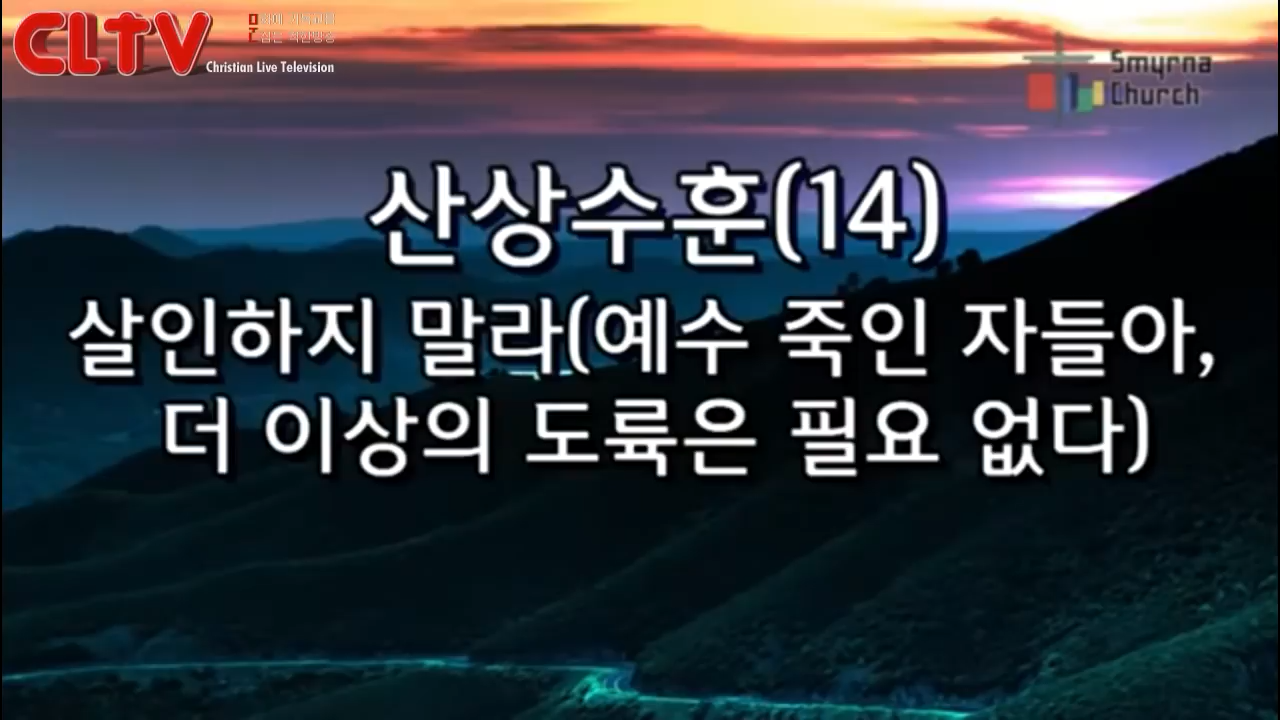 CLTV
Christian Live Television
Smyrna
Church
산상수훈(14)
살인하지 말라(예수 죽인 자들아,
더 이상의 도륙은 필요 없다)